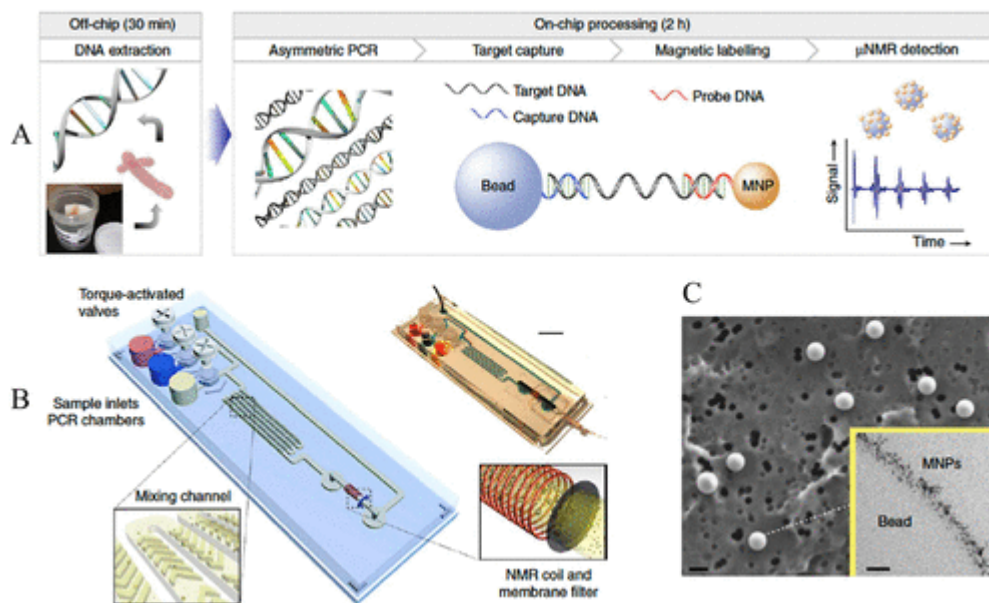 Off-chip (30 min)
On-chip processing (2 h)
DNA extraction
Asymmetric PCR
Target capture
Magnetic labelling
µNMR detection
A
Target DNA
Capture DNA
Probe DNA
Bead
MNP
Signal
Time
B
Torque-activated
valves
Sample inlets
PCR chambers
Mixing channel
NMR coil and
membrane filter
C
MNPs
Bead